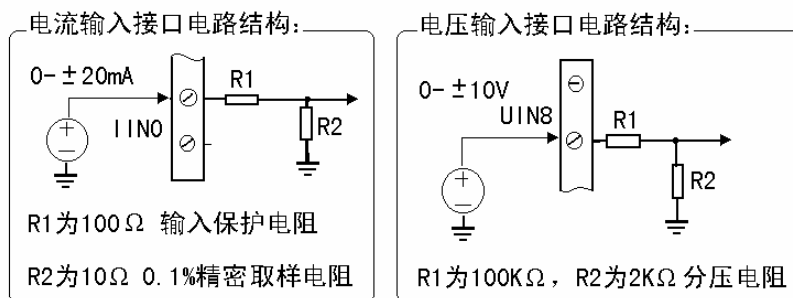 电流输入接口电路结构:
0-±20mA
IIN0
R1
R2
R1为100Ω 输入保护电阻
R2为10Ω 0.1%精密取样电阻
电压输入接口电路结构:
0-±10V
UIN8
R1
R2
R1为100KΩ, R2为2KΩ分压电阻